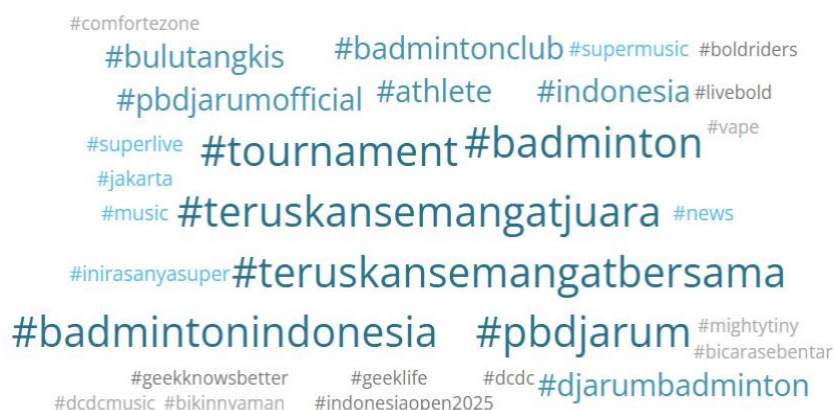 #comfortezone
#bulutangkis #badmintonclub #supermusic #boldriders
#pbdjarumofficial #athlete #indonesia #livebold
#superlive #tournament #badminton #vape
#jakarta
#music #teruskansemangatjuara #news
#inirasanyasuper #teruskansemangatbersama
#badmintonindonesia #pbdjarum #mightytiny
#bicarasebentar
#geekknowsbetter #geeklife #dcdc #djarumbadminton
#dcdcmusic #bikinnyaman #indonesiaopen2025